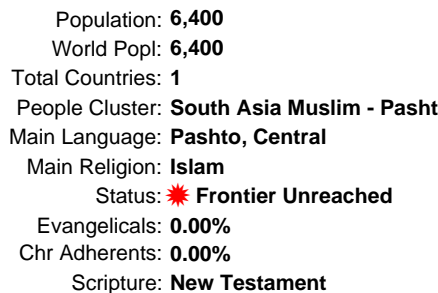 Population: 6,400
World Popl: 6,400
Total Countries: 1
People Cluster: South Asia Muslim - Pasht
Main Language: Pashto, Central
Main Religion: Islam
Status: Frontier Unreached
Evangelicals: 0.00%
Chr Adherents: 0.00%
Scripture: New Testament